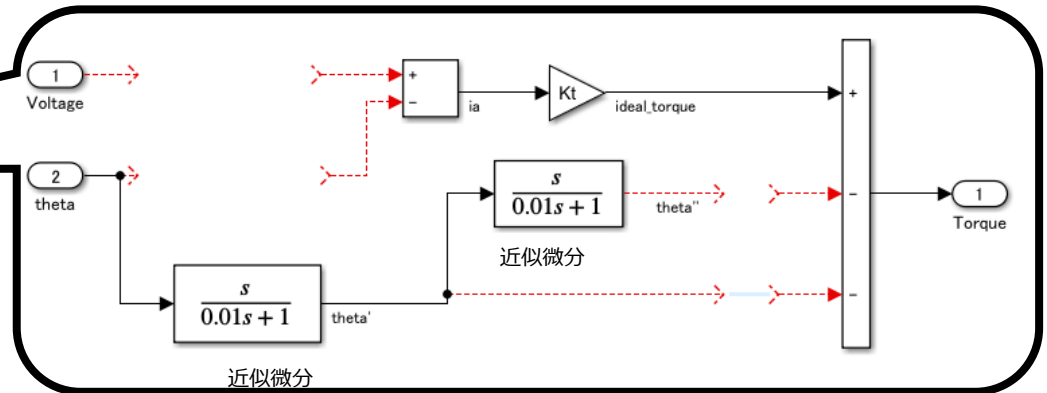 1
Voltage
+
−
ia
Kt
ideal_torque
+
2
theta
s
0.01s + 1
theta''
近似微分
−
1
Torque
s
0.01s + 1
theta'
近似微分
−